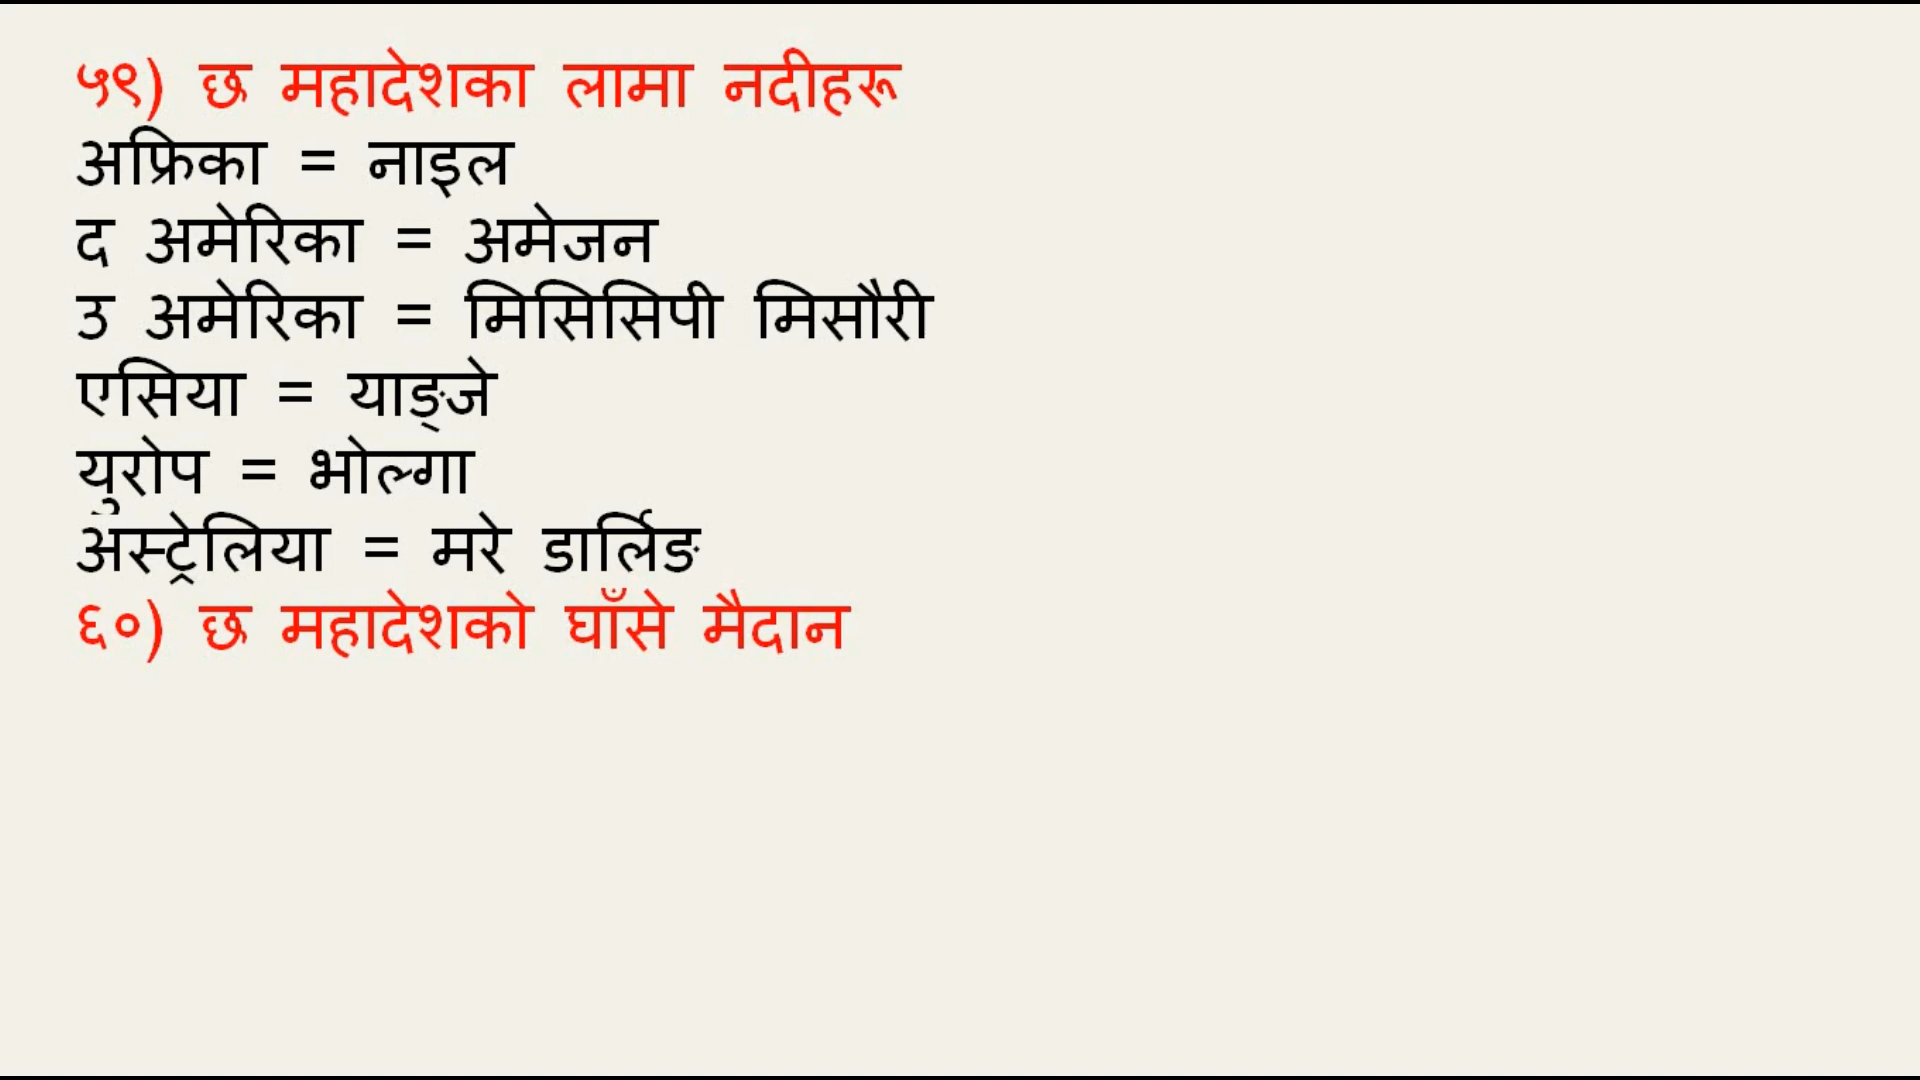 ५९) छ महादेशका लामा नदीहरू
अफ्रिका = नाइल
द अमेरिका = अमेजन
उ अमेरिका = मिसिसिपी मिसौरी
एसिया = याङ्जे
युरोप = भोल्गा
अस्ट्रेलिया = मरे डार्लिङ
६०) छ महादेशको घाँसे मैदान